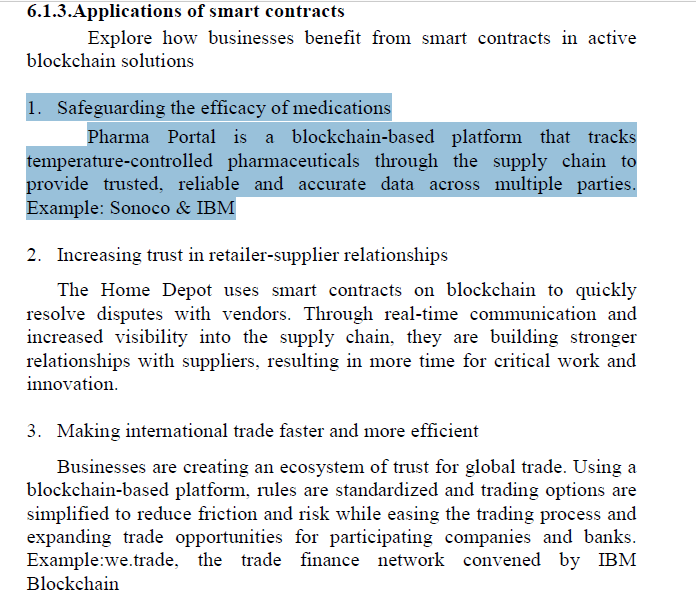 6.1.3.Applications of smart contracts
Explore how businesses benefit from smart contracts in active
blockchain solutions
1. Safeguarding the efficacy of medications
Pharma Portal is a blockchain-based platform that tracks
temperature-controlled pharmaceuticals through the supply chain to
provide trusted, reliable and accurate data across multiple parties.
Example: Sonoco & IBM
2. Increasing trust in retailer-supplier relationships
The Home Depot uses smart contracts on blockchain to quickly
resolve disputes with vendors. Through real-time communication and
increased visibility into the supply chain, they are building stronger
relationships with suppliers, resulting in more time for critical work and
innovation.
3. Making international trade faster and more efficient
Businesses are creating an ecosystem of trust for global trade. Using a
blockchain-based platform, rules are standardized and trading options are
simplified to reduce friction and risk while easing the trading process and
expanding trade opportunities for participating companies and banks.
Example:we.trade, the trade finance network convened by IBM
Blockchain